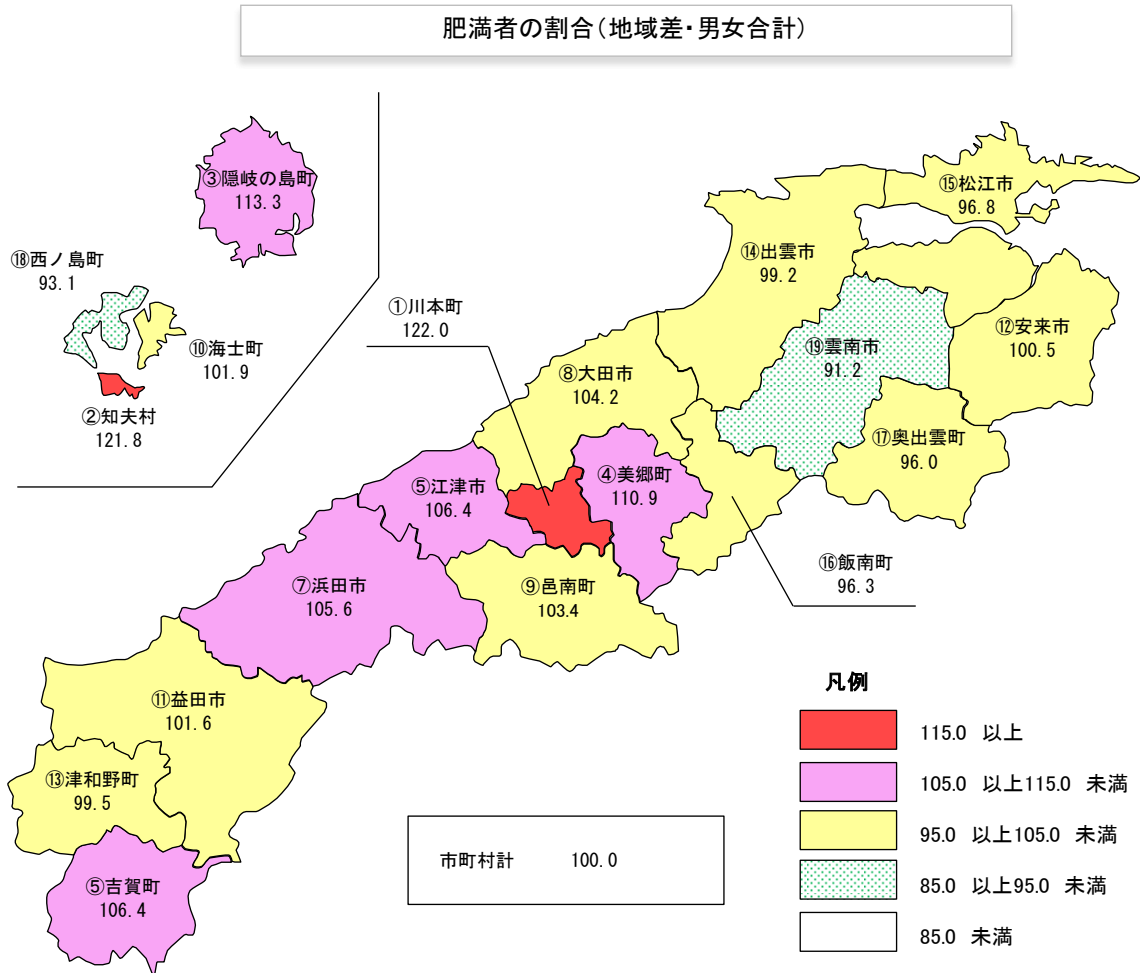 肥満者の割合(地域差・男女合計)
③隠岐の島町
113.3
⑱西ノ島町
93.1
⑩海士町
101.9
②知夫村
121.8
①川本町
122.0
⑮松江市
96.8
⑭出雲市
99.2
⑫安来市
100.5
⑲雲南市
91.2
⑰奥出雲町
96.0
⑧大田市
104.2
④美郷町
110.9
⑤江津市
106.4
⑯飯南町
96.3
⑨邑南町
103.4
⑦浜田市
105.6
⑪益田市
101.6
⑬津和野町
99.5
⑤吉賀町
106.4
市町村計 100.0
凡例
115.0 以上
105.0 以上115.0 未満
95.0 以上105.0 未満
85.0 以上95.0 未満
85.0 未満